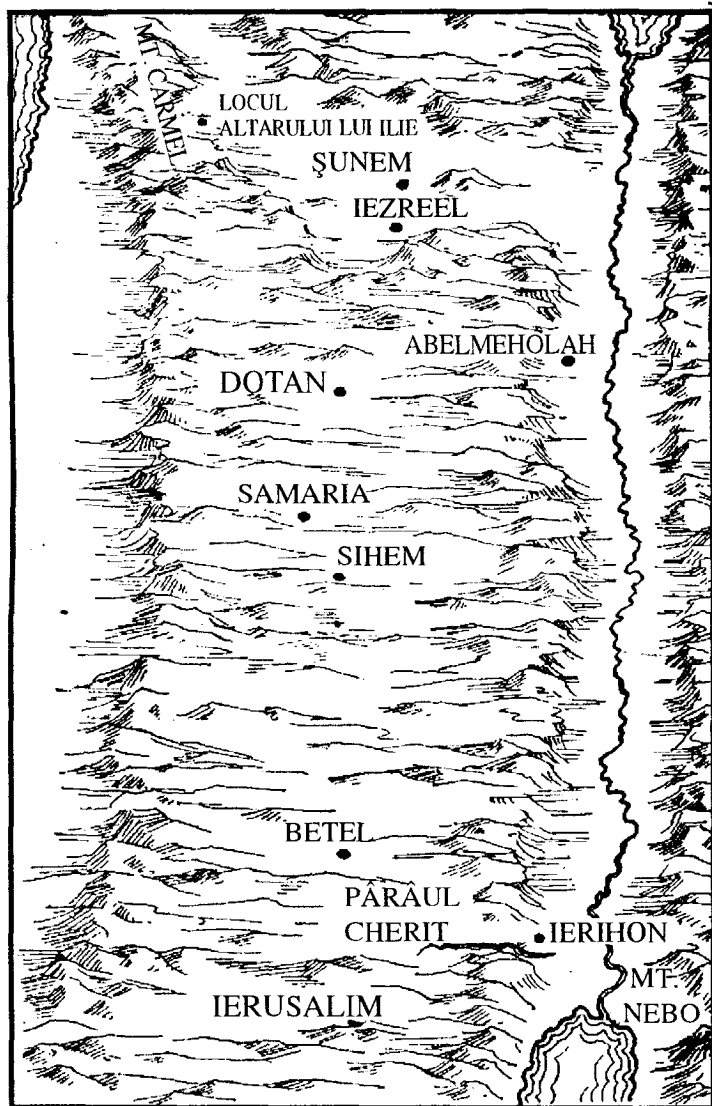 MT. CARMEL
LOCUL
ALTARULUI LUI ILIE
ŞUNEM
IEZREEL
ABELMEHOLAH
DOTAN
SAMARIA
SIHEM
BETEL
PÂRÂUL
CHERIT
IERIHON
MT.
NEBO
IERUSALIM